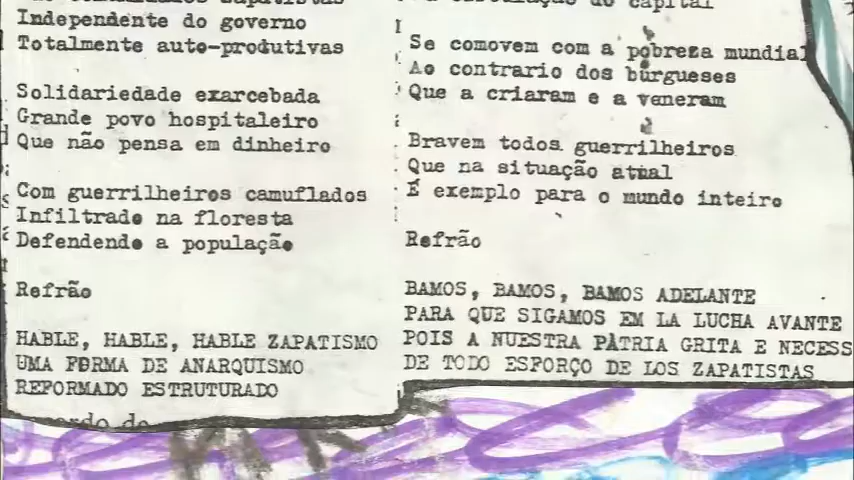 Independente do governo
Totalmente auto-produtivas
Solidariedade exarcebada
Grande povo hospitaleiro
Que não pensa em dinheiro
Com guerrilheiros camuflados
Infiltrado na floresta
Defendendo a população
Refrão
HABLE, HABLE, HABLE ZAPATISMO
UMA FORMA DE ANARQUISMO
REFORMADO ESTRUTURADO
do capital
Se comovem com a pobreza mundial
Ao contrario dos burgueses
Que a criaram e a veneram
Bravem todos guerrilheiros
Que na situação atual
É exemplo para o mundo inteiro
Refrão
BAMOS, BAMOS, BAMOS ADELANTE
PARA QUE SIGAMOS EM LA LUCHA AVANTE
POIS A NUESTRA PATRIA GRITA E NECESS
DE TODO ESFORÇO DE LOS ZAPATISTAS